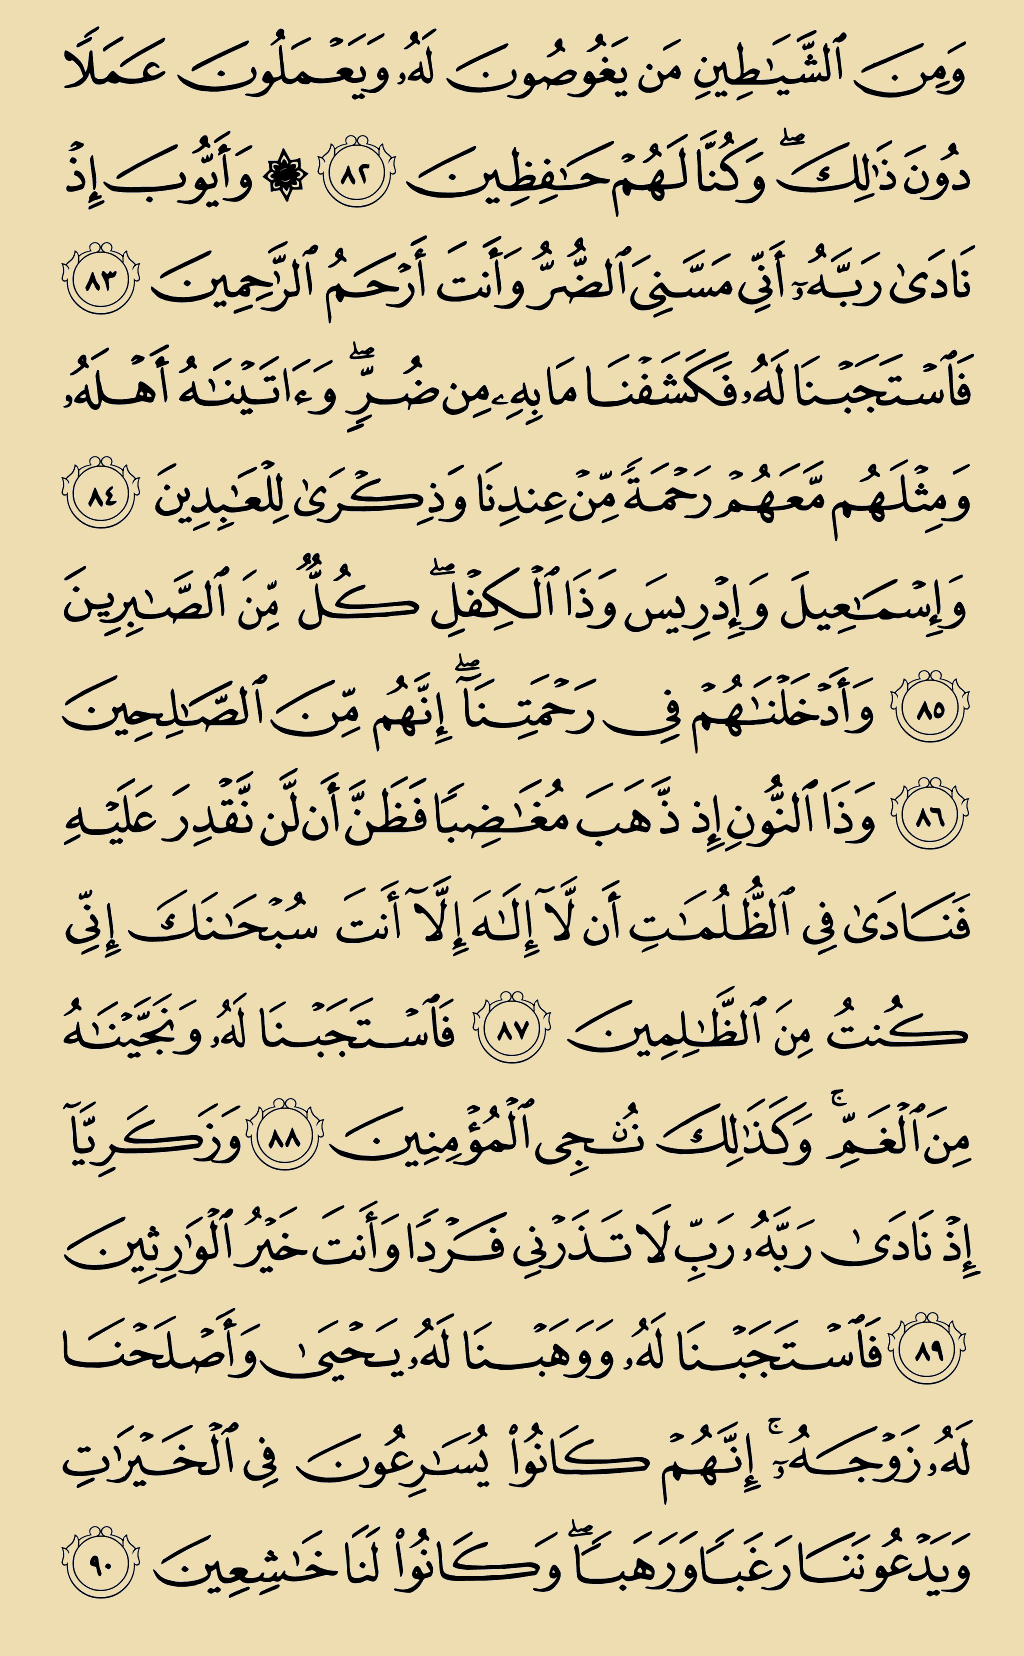 وَمِنَ ٱلشَّيَـٰطِينِ مَن يَغُوصُونَ لَهُۥ وَيَعْمَلُونَ عَمَلًا
دُونَ ذَٰلِكَ ۖ وَكُنَّا لَهُمْ حَـٰفِظِينَ ٨٢ ۞ وَأَيُّوبَ إِذْ
نَادَىٰ رَبَّهُۥٓ أَنِّى مَسَّنِىَ ٱلضُّرُّ وَأَنتَ أَرْحَمُ ٱلرَّٰحِمِينَ ٨٣
فَٱسْتَجَبْنَا لَهُۥ فَكَشَفْنَا مَا بِهِۦ مِن ضُرٍّ ۖ وَءَاتَيْنَـٰهُ أَهْلَهُۥ
وَمِثْلَهُم مَّعَهُمْ رَحْمَةً مِّنْ عِندِنَا وَذِكْرَىٰ لِلْعَـٰبِدِينَ ٨٤
وَإِسْمَـٰعِيلَ وَإِدْرِيسَ وَذَا ٱلْكِفْلِ ۖ كُلٌّ مِّنَ ٱلصَّـٰبِرِينَ
٨٥ وَأَدْخَلْنَـٰهُمْ فِى رَحْمَتِنَآ ۖ إِنَّهُم مِّنَ ٱلصَّـٰلِحِينَ
٨٦ وَذَا ٱلنُّونِ إِذ ذَّهَبَ مُغَـٰضِبًا فَظَنَّ أَن لَّن نَّقْدِرَ عَلَيْهِ
فَنَادَىٰ فِى ٱلظُّلُمَـٰتِ أَن لَّآ إِلَـٰهَ إِلَّآ أَنتَ سُبْحَـٰنَكَ إِنِّى
كُنتُ مِنَ ٱلظَّـٰلِمِينَ ٨٧ فَٱسْتَجَبْنَا لَهُۥ وَنَجَّيْنَـٰهُ
مِنَ ٱلْغَمِّ ۚ وَكَذَٰلِكَ نُـۨجِى ٱلْمُؤْمِنِينَ ٨٨ وَزَكَرِيَّآ
إِذْ نَادَىٰ رَبَّهُۥ رَبِّ لَا تَذَرْنِى فَرْدًا وَأَنتَ خَيْرُ ٱلْوَٰرِثِينَ
٨٩ فَٱسْتَجَبْنَا لَهُۥ وَوَهَبْنَا لَهُۥ يَحْيَىٰ وَأَصْلَحْنَا
لَهُۥ زَوْجَهُۥٓ ۚ إِنَّهُمْ كَانُوا۟ يُسَـٰرِعُونَ فِى ٱلْخَيْرَٰتِ
وَيَدْعُونَنَا رَغَبًا وَرَهَبًا ۖ وَكَانُوا۟ لَنَا خَـٰشِعِينَ ٩٠